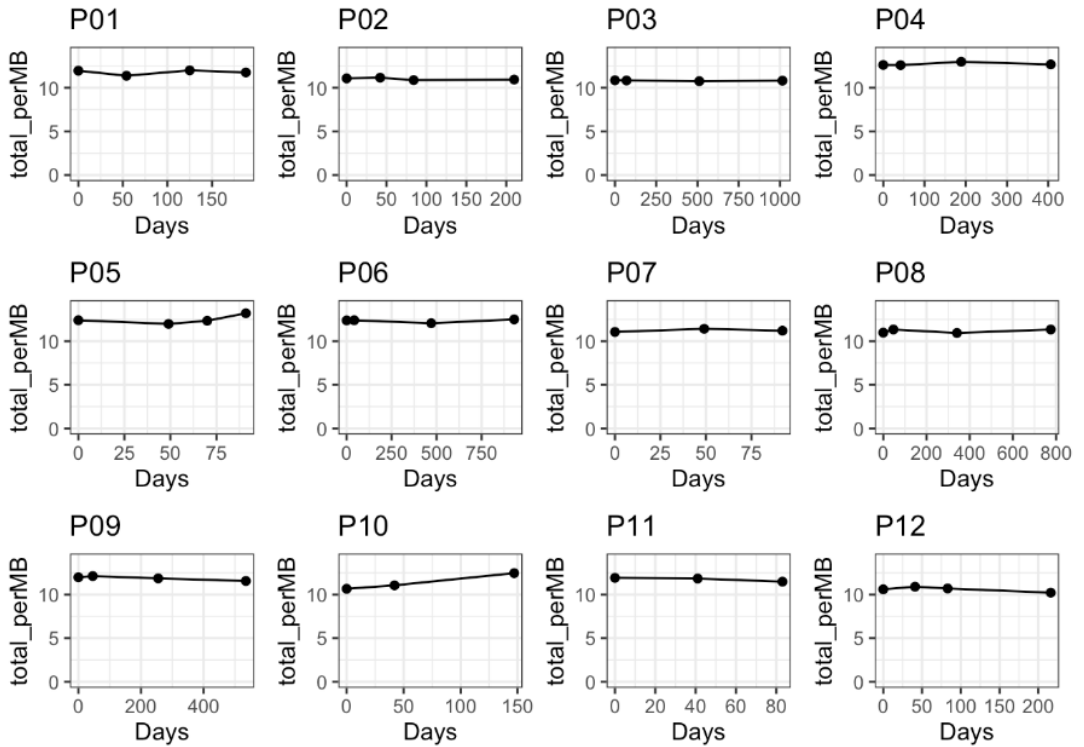 P01 P02 P03 P04
total_perMB 10 5 0 total_perMB 10 5 0 total_perMB 10 5 0 total_perMB 10 5 0
0 50 100 150 0 50 100 150 200 0 250 500 750 1000 0 100 200 300 400
Days Days Days Days
P05 P06 P07 P08
total_perMB 10 5 0 total_perMB 10 5 0 total_perMB 10 5 0 total_perMB 10 5 0
0 25 50 75 0 250 500 750 0 25 50 75 0 200 400 600 800
Days Days Days Days
P09 P10 P11 P12
total_perMB 10 5 0 total_perMB 10 5 0 total_perMB 10 5 0 total_perMB 10 5 0
0 200 400 0 50 100 150 0 20 40 60 80 0 50 100 150 200
Days Days Days Days